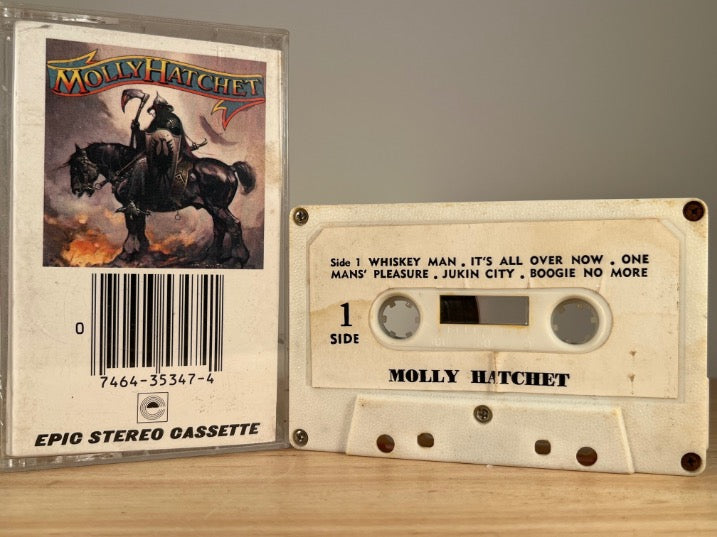 MOLLY HATCHET
0
7464-35347-4
EPIC STEREO CASSETTE
Side 1 WHISKEY MAN . IT'S ALL OVER NOW . ONE
MANS' PLEASURE . JUKIN CITY . BOOGIE NO MORE
1
SIDE
MOLLY HATCHET